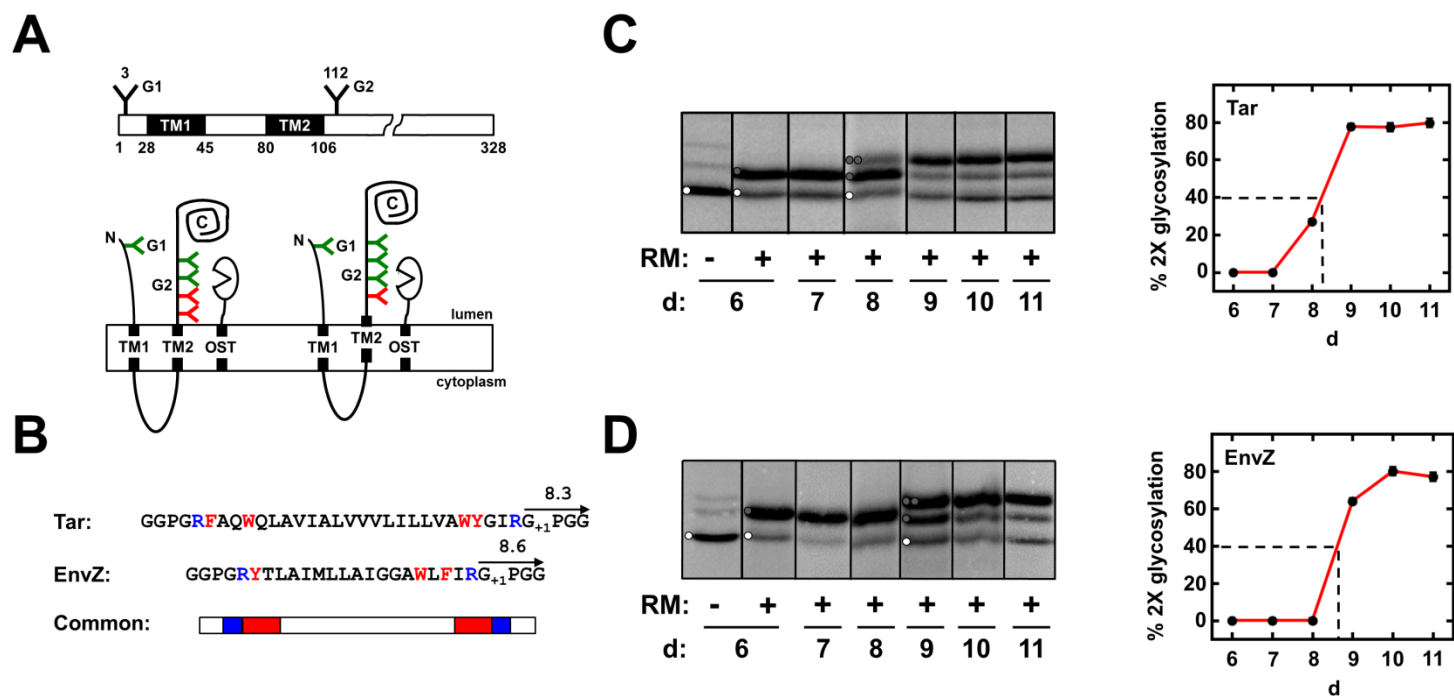 A
3
112
G1
G2
TM1
TM2
1 28 45 80 106 328
N
G1
G2
C
TM1
TM2
OST
N
G1
G2
C
TM1
TM2
OST
lumen
cytoplasm
B
8.3
Tar: GGPGRFAQWQLAVIALVVVLILLVAWYGIRG+1PGG
8.6
EnvZ: GGPGRYTLAIMLLAIGGAWLFIRG+1PGG
Common:
C
RM: - + + + + + +
d: 6 7 8 9 10 11
Tar
% 2X glycosylation
80
60
40
20
0
6 7 8 9 10 11
d
D
RM: - + + + + + +
d: 6 7 8 9 10 11
EnvZ
% 2X glycosylation
80
60
40
20
0
6 7 8 9 10 11
d